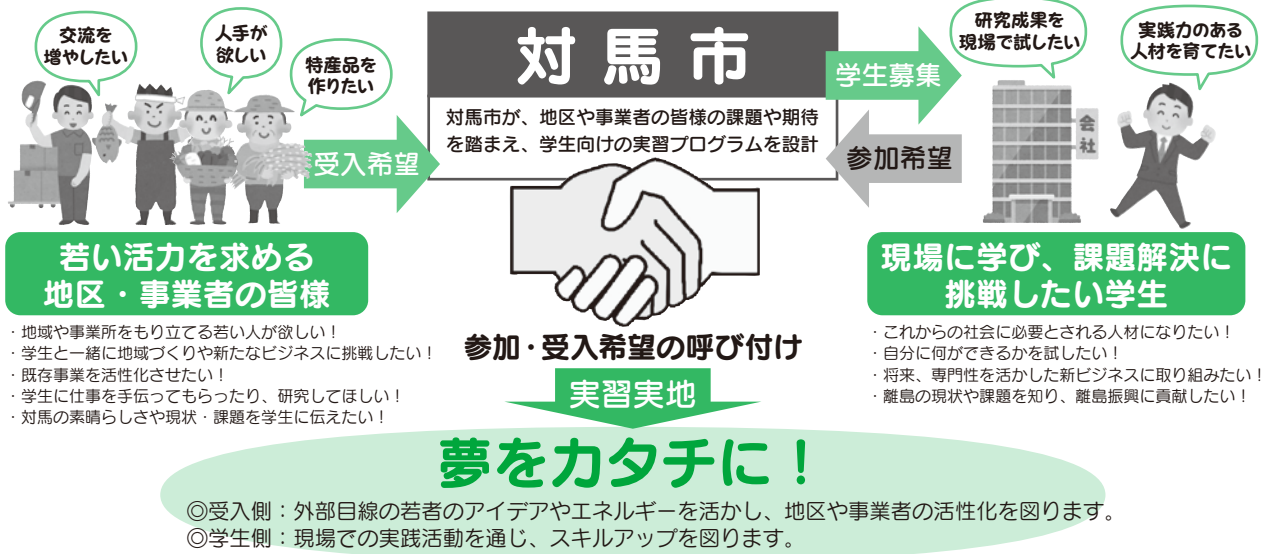 交流を
増やしたい
人手が
欲しい
特産品を
作りたい
受入希望
対馬市
対馬市が、地区や事業者の皆様の課題や期待
を踏まえ、学生向けの実習プログラムを設計
学生募集
参加希望
研究成果を
現場で試したい
実践力のある
人材を育てたい
会社
若い活力を求める
地区・事業者の皆様
・地域や事業所をもり立てる若い人が欲しい！
・学生と一緒に地域づくりや新たなビジネスに挑戦したい！
・既存事業を活性化させたい！
・学生に仕事を手伝ってもらったり、研究してほしい！
・対馬の素晴らしさや現状・課題を学生に伝えたい！
現場に学び、課題解決に
挑戦したい学生
・これからの社会に必要とされる人材になりたい！
・自分に何ができるかを試したい！
・将来、専門性を活かした新ビジネスに取り組みたい！
・離島の現状や課題を知り、離島振興に貢献したい！
参加・受入希望の呼び付け
実習実地
夢をカタチに！
◎受入側：外部目線の若者のアイデアやエネルギーを活かし、地区や事業者の活性化を図ります。
◎学生側：現場での実践活動を通じ、スキルアップを図ります。